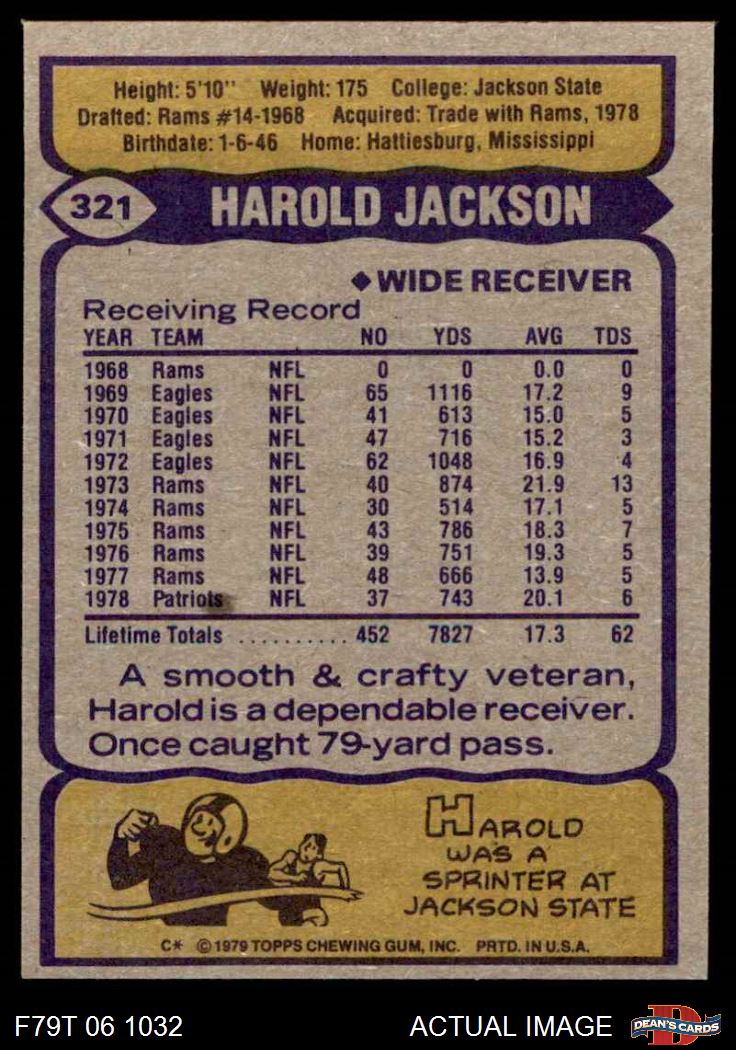 Height: 5'10" Weight: 175 College: Jackson State
Drafted: Rams #14-1968 Acquired: Trade with Rams, 1978
Birthdate: 1-6-46 Home: Hattiesburg, Mississippi
321 HAROLD JACKSON
◆WIDE RECEIVER
Receiving Record
YEAR TEAM NO YDS AVG TDS
1968 Rams NFL 0 0 0.0 0
1969 Eagles NFL 65 1116 17.2 9
1970 Eagles NFL 41 613 15.0 5
1971 Eagles NFL 47 716 15.2 3
1972 Eagles NFL 62 1048 16.9 4
1973 Rams NFL 40 874 21.9 13
1974 Rams NFL 30 514 17.1 5
1975 Rams NFL 43 786 18.3 7
1976 Rams NFL 39 751 19.3 5
1977 Rams NFL 48 666 13.9 5
1978 Patriots NFL 37 743 20.1 6
Lifetime Totals .......... 452 7827 17.3 62
A smooth & crafty veteran,
Harold is a dependable receiver.
Once caught 79-yard pass.
HAROLD
WAS A
SPRINTER AT
JACKSON STATE
C* © 1979 TOPPS CHEWING GUM, INC. PRTD. IN U.S.A.
F79T 06 1032 ACTUAL IMAGE D DEAN'S CARDS